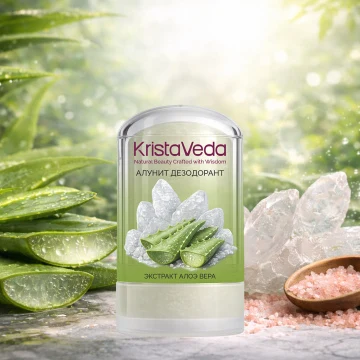 KristaVeda
Natural Beauty Crafted with Wisdom
АЛУНИТ ДЕЗОДОРАНТ
ЭКСТРАКТ АЛОЭ ВЕРА